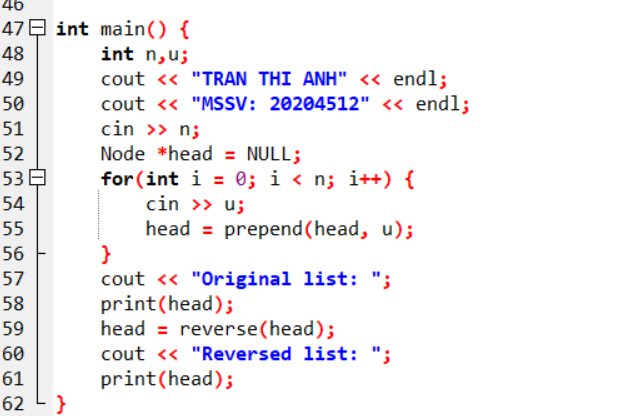 46
47 int main() {
48     int n,u;
49     cout << "TRAN THI ANH" << endl;
50     cout << "MSSV: 20204512" << endl;
51     cin >> n;
52     Node *head = NULL;
53     for(int i = 0; i < n; i++) {
54         cin >> u;
55         head = prepend(head, u);
56     }
57     cout << "Original list: ";
58     print(head);
59     head = reverse(head);
60     cout << "Reversed list: ";
61     print(head);
62 }